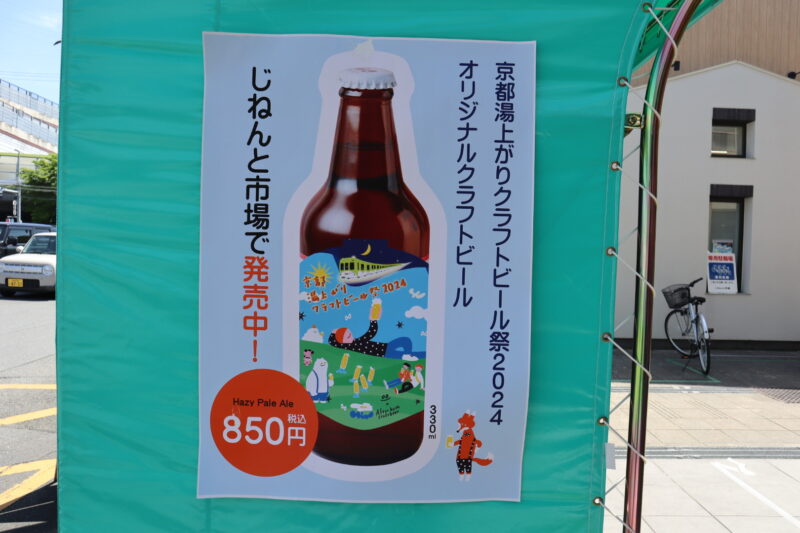 京都湯上がりクラフトビール祭2024
オリジナルクラフトビール
じねんと市場で発売中！
京都
湯上がり
クラフトビール祭2024
330ml
Hazy Pale Ale
税込
850円